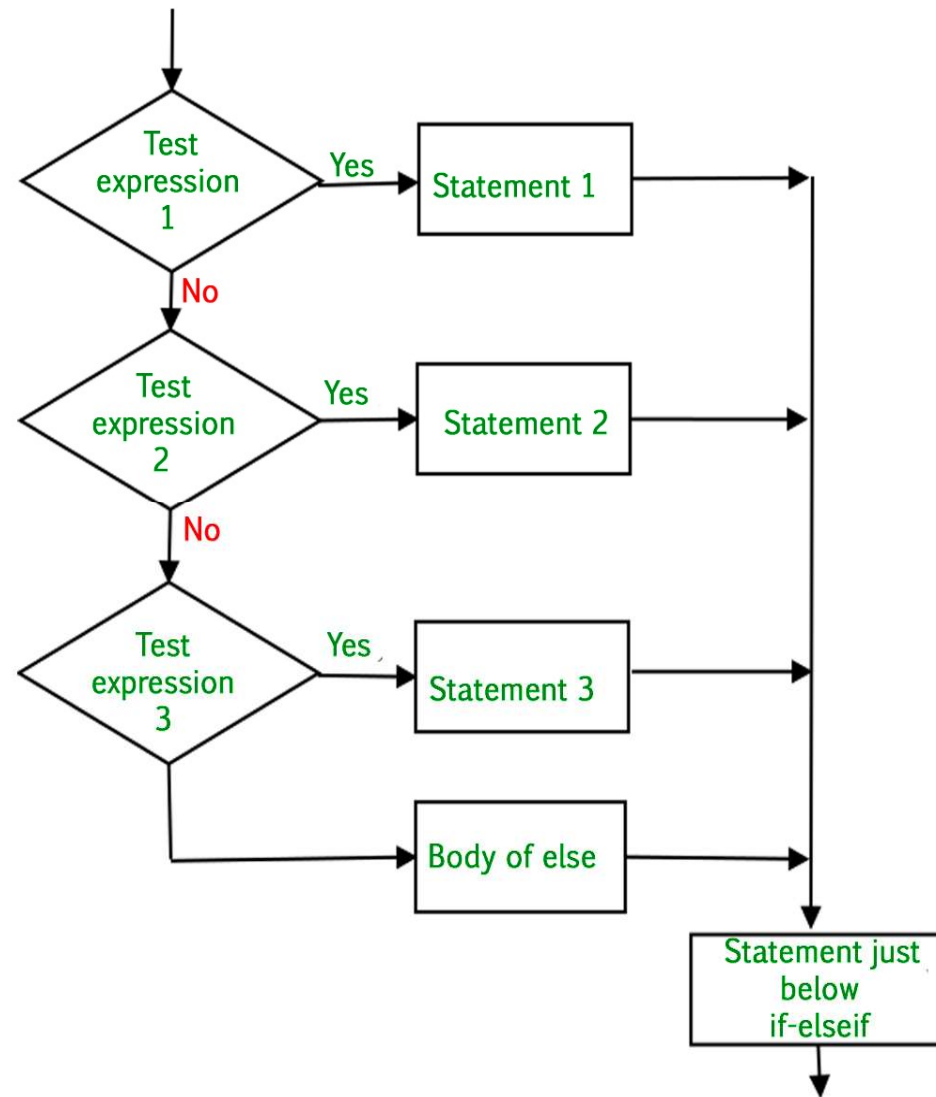 Test
expression
1
Yes
Statement 1
No
Test
expression
2
Yes
Statement 2
No
Test
expression
3
Yes
Statement 3
Body of else
Statement just
below
if-elseif